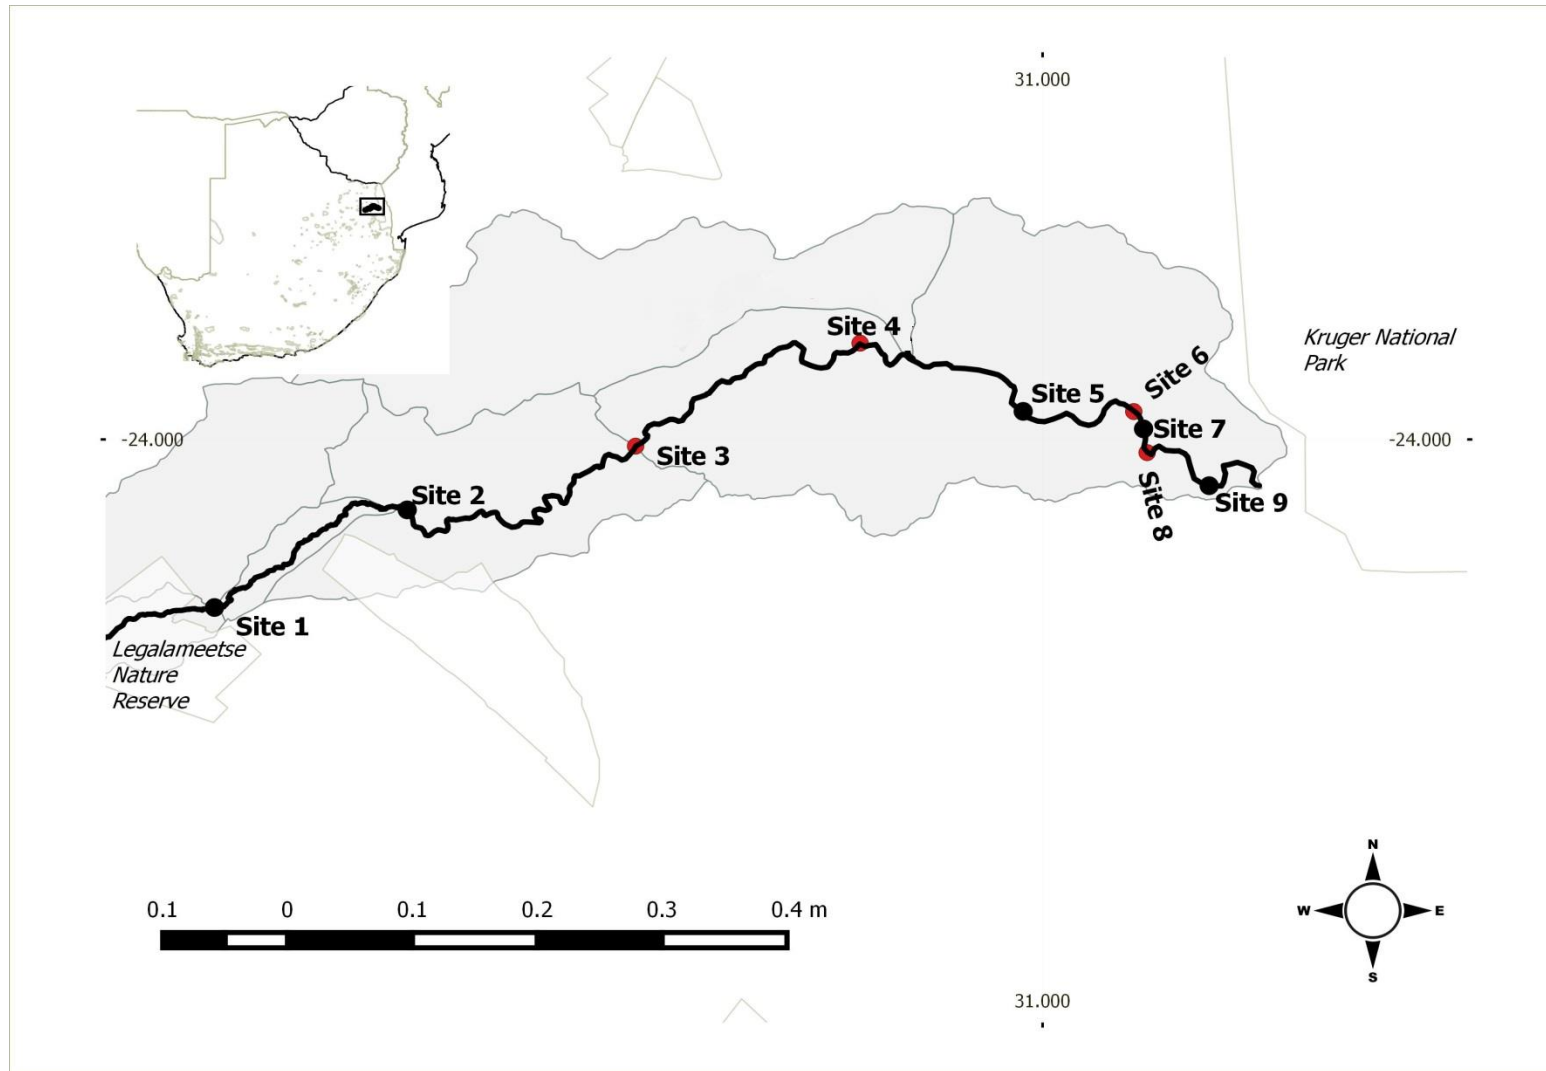 31.000
Kruger National
Park
Site 4
Site 6
Site 5
Site 7
-24.000
-24.000
Site 3
Site 2
Site 8
Site 9
Site 1
Legalameetse
Nature
Reserve
0.1 0 0.1 0.2 0.3 0.4 m
N
W E
S
31.000